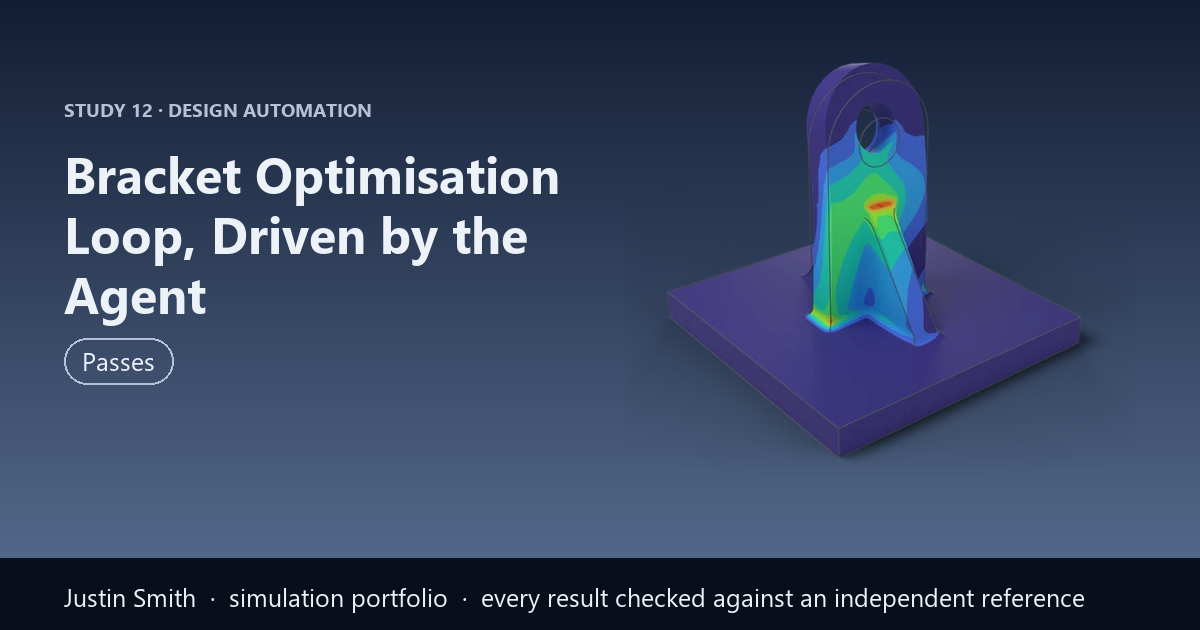 STUDY 12 · DESIGN AUTOMATION
Bracket Optimisation
Loop, Driven by the
Agent
Passes
Justin Smith · simulation portfolio · every result checked against an independent reference